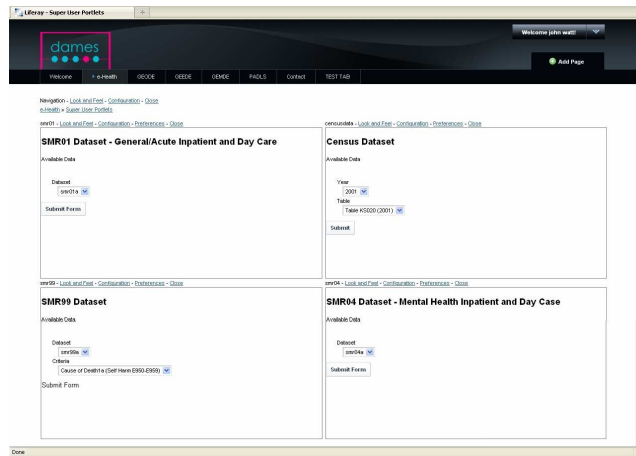 Liferay - Super User Portlets
Welcome john watt!
dames
Add Page
Welcome e-Health GEODE GEEDE GEMDE PADLS Contact TEST TAB
Navigation - Look and Feel - Configuration - Close
e-Health » Super User Portlets
smr01 - Look and Feel - Configuration - Preferences - Close
SMR01 Dataset - General/Acute Inpatient and Day Care
Available Data
Dataset
smr01a
Submit Form
censusdata - Look and Feel - Configuration - Preferences - Close
Census Dataset
Available Data
Year
2001
Table
Table KS020 (2001)
Submit
smr99 - Look and Feel - Configuration - Preferences - Close
SMR99 Dataset
Available Data
Dataset
smr99a
Criteria
Cause of Death1a (Self Harm E950-E959)
Submit Form
smr04 - Look and Feel - Configuration - Preferences - Close
SMR04 Dataset - Mental Health Inpatient and Day Case
Available Data
Dataset
smr04a
Submit Form
Done